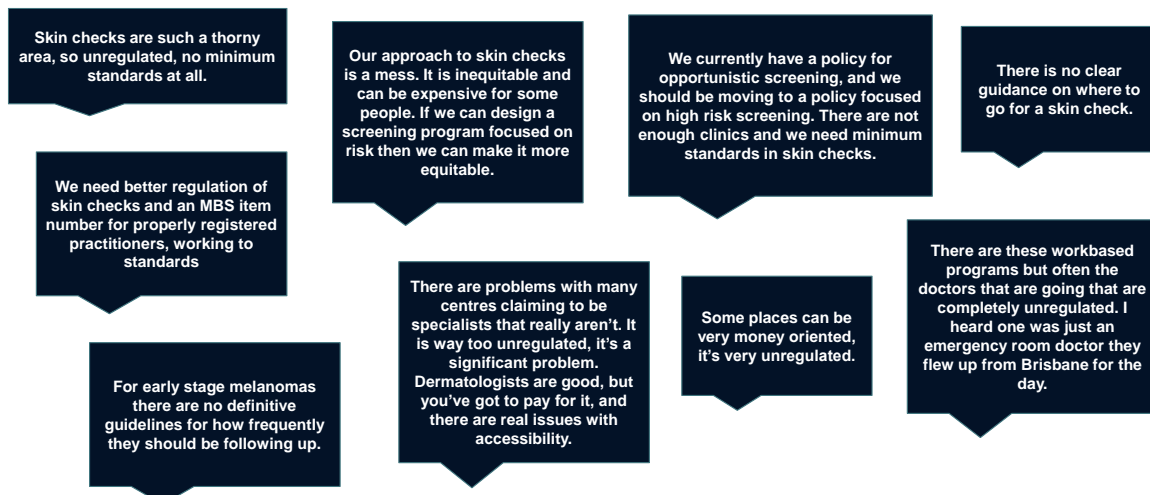 Skin checks are such a thorny
area, so unregulated, no minimum
standards at all.
Our approach to skin checks
is a mess. It is inequitable and
can be expensive for some
people. If we can design a
screening program focused on
risk then we can make it more
equitable.
We currently have a policy for
opportunistic screening, and we
should be moving to a policy focused
on high risk screening. There are not
enough clinics and we need minimum
standards in skin checks.
There is no clear
guidance on where to
go for a skin check.
We need better regulation of
skin checks and an MBS item
number for properly registered
practitioners, working to
standards
There are problems with many
centres claiming to be
specialists that really aren’t. It
is way too unregulated, it’s a
significant problem.
Dermatologists are good, but
you’ve got to pay for it, and
there are real issues with
accessibility.
Some places can be
very money oriented,
it’s very unregulated.
There are these workbased
programs but often the
doctors that are going that are
completely unregulated. I
heard one was just an
emergency room doctor they
flew up from Brisbane for the
day.
For early stage melanomas
there are no definitive
guidelines for how frequently
they should be following up.